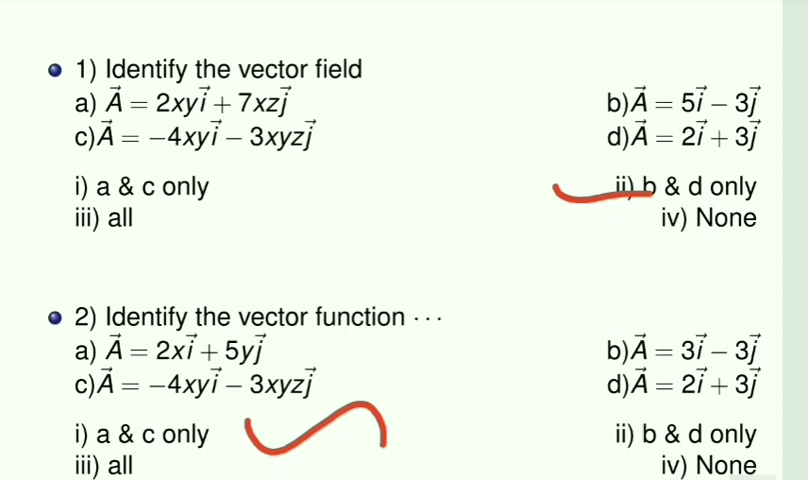 1) Identify the vector field
a) A⃗ = 2xyi⃗ + 7xzj⃗ b)A⃗ = 5i⃗ − 3j⃗
c)A⃗ = −4xyi⃗ − 3xyzj⃗ d)A⃗ = 2i⃗ + 3j⃗
i) a & c only ii) b & d only
iii) all iv) None
2) Identify the vector function · · ·
a) A⃗ = 2xi⃗ + 5yj⃗ b)A⃗ = 3i⃗ − 3j⃗
c)A⃗ = −4xyi⃗ − 3xyzj⃗ d)A⃗ = 2i⃗ + 3j⃗
i) a & c only ii) b & d only
iii) all iv) None